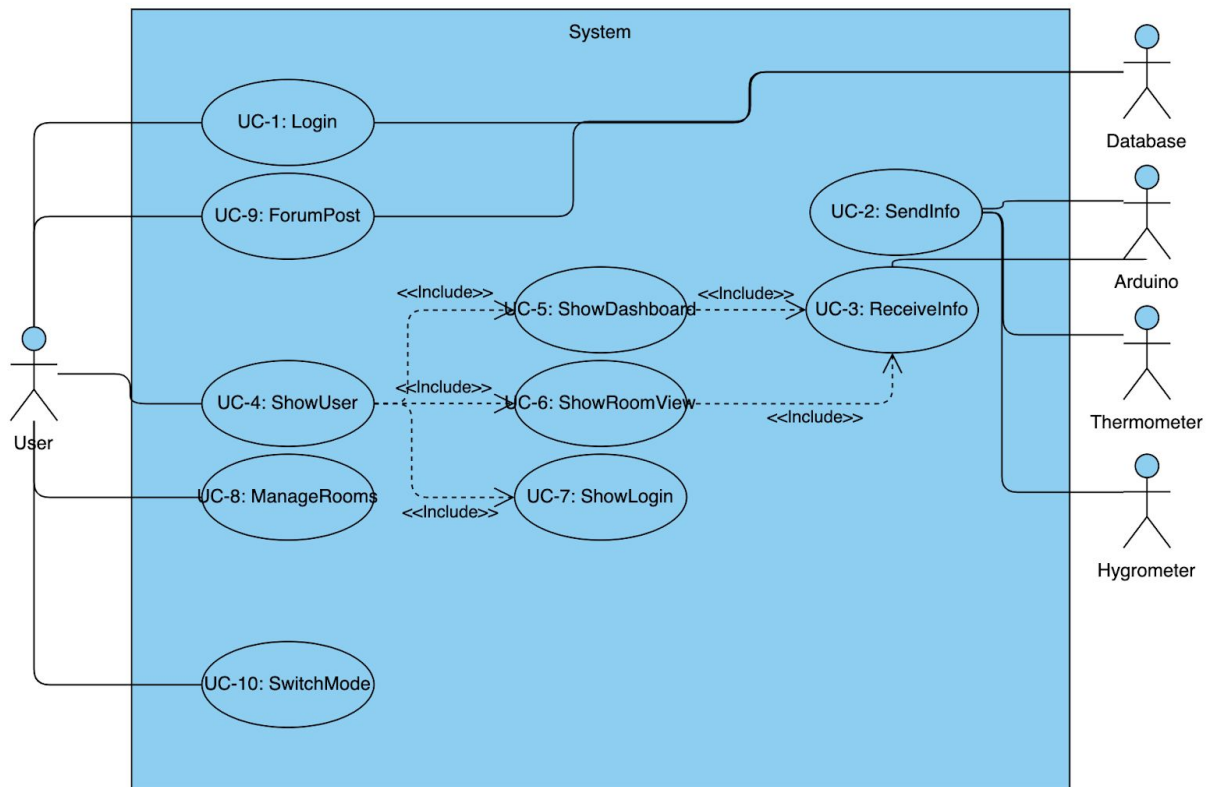 System
UC-1: Login
Database
UC-9: ForumPost
UC-2: SendInfo
Arduino
<<Include>>
<<Include>>
UC-5: ShowDashboard
UC-3: ReceiveInfo
User
UC-4: ShowUser
<<Include>>
UC-6: ShowRoomView
<<Include>>
Thermometer
UC-8: ManageRooms
UC-7: ShowLogin
<<Include>>
Hygrometer
UC-10: SwitchMode